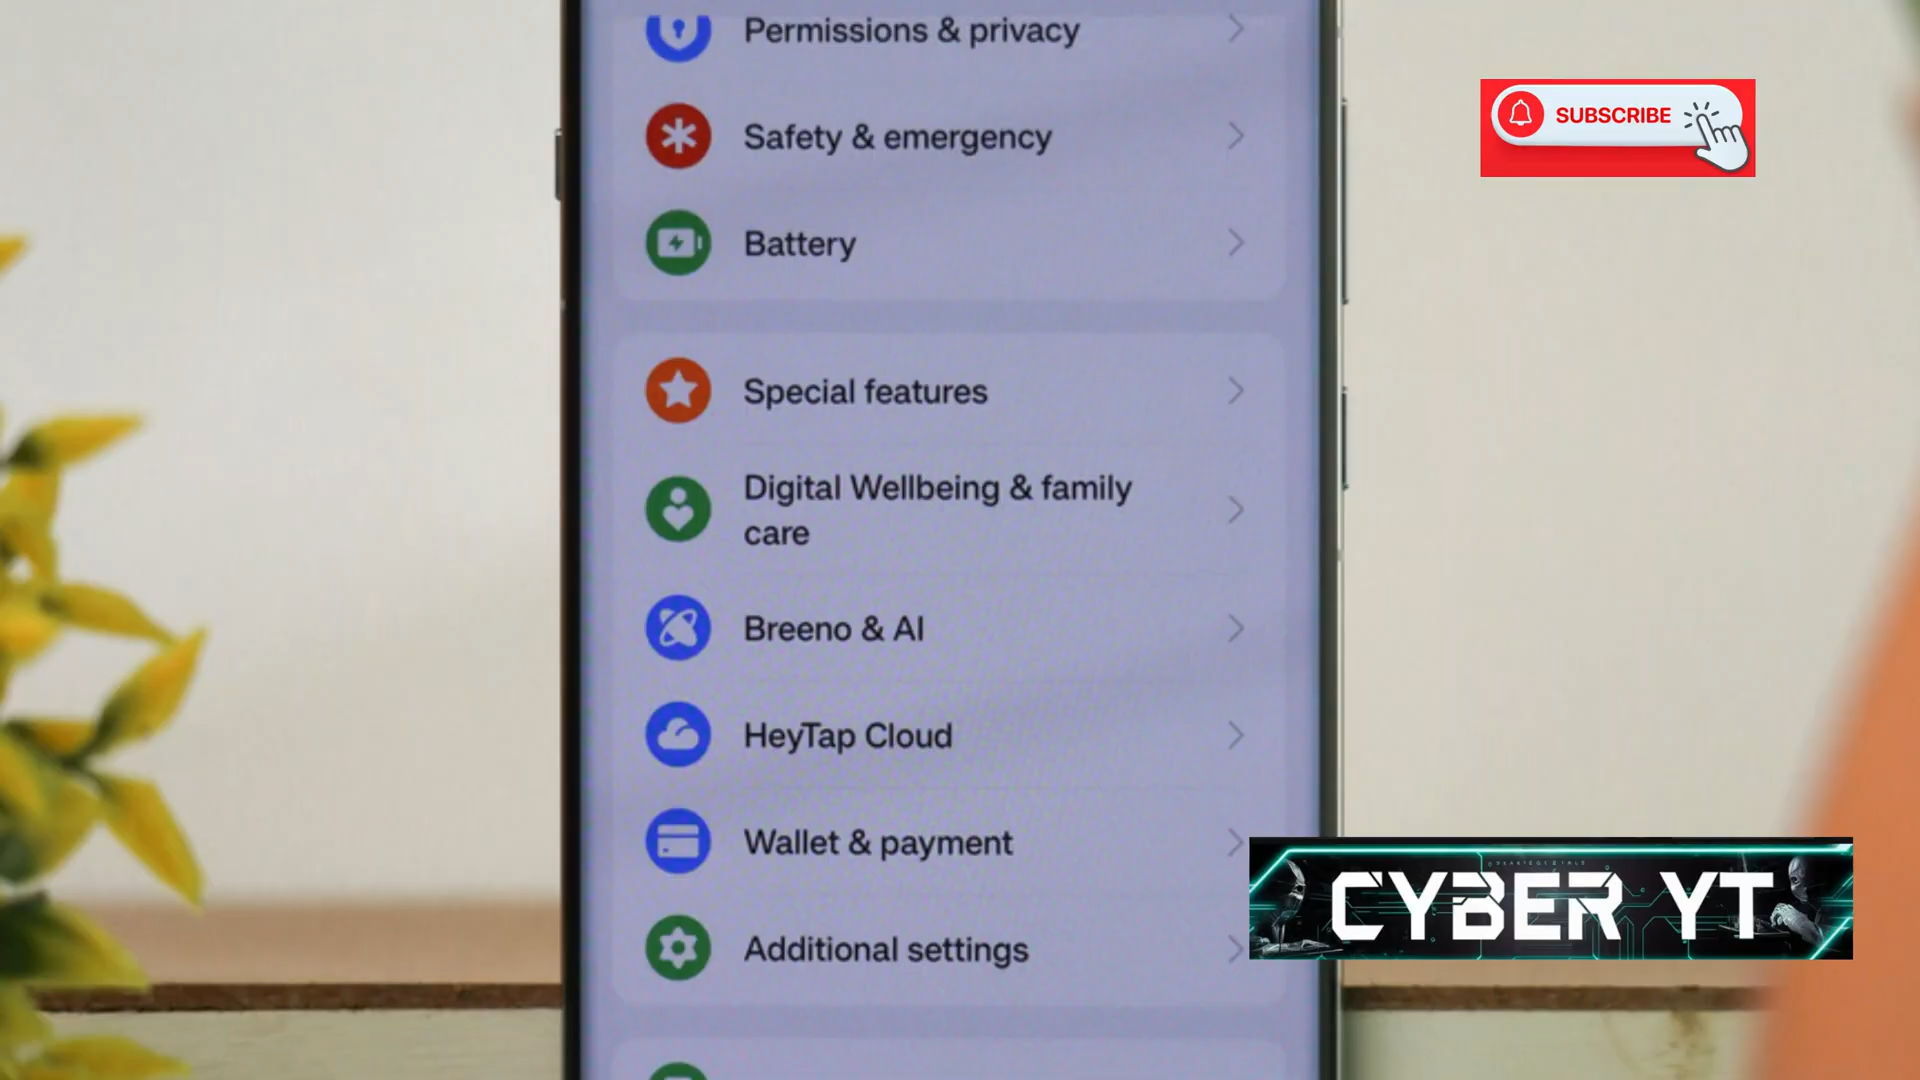 Permissions & privacy
SUBSCRIBE
Safety & emergency
Battery
Special features
Digital Wellbeing & family
care
Breeno & AI
HeyTap Cloud
Wallet & payment
CYBER YT
Additional settings